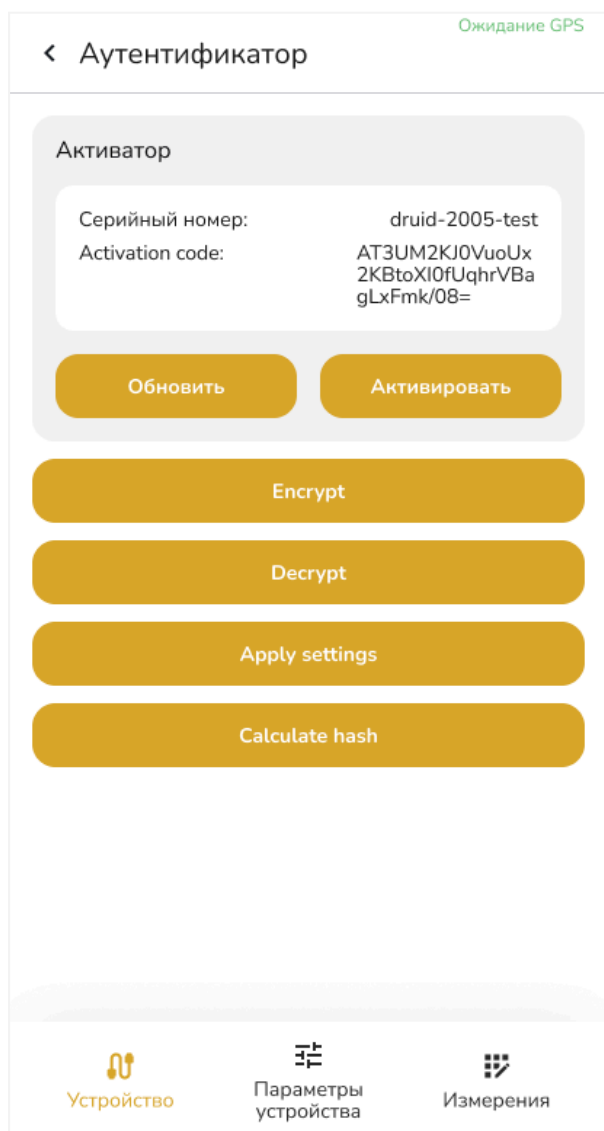 Ожидание GPS
Аутентификатор
Активатор
Серийный номер: druid-2005-test
Activation code: AT3UM2KJ0VuoUx
2KBtoXI0fUqhrVBa
gLxFmk/08=
Обновить Активировать
Encrypt
Decrypt
Apply settings
Calculate hash
Устройство
Параметры
устройства
Измерения